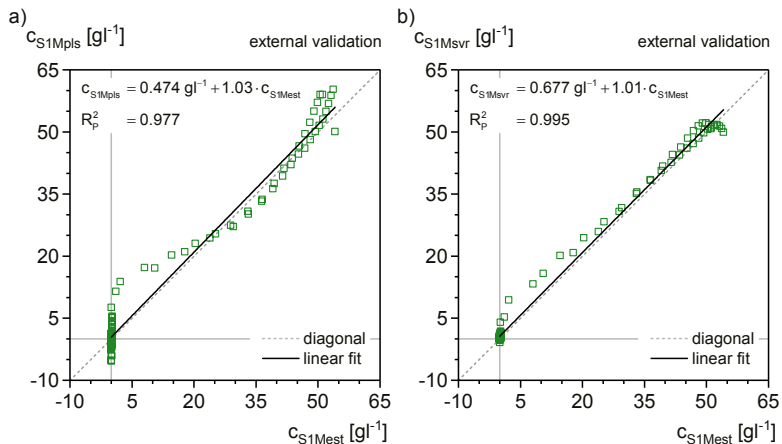 a)
c_S1Mpls [gl⁻¹] external validation
65
c_S1Mpls = 0.474 gl⁻¹ + 1.03 · c_S1Mest
R²_P = 0.977
50
35
20
5
-10
diagonal
linear fit
-10 5 20 35 50 65
c_S1Mest [gl⁻¹]
b)
c_S1Msvr [gl⁻¹] external validation
65
c_S1Msvr = 0.677 gl⁻¹ + 1.01 · c_S1Mest
R²_P = 0.995
50
35
20
5
-10
diagonal
linear fit
-10 5 20 35 50 65
c_S1Mest [gl⁻¹]